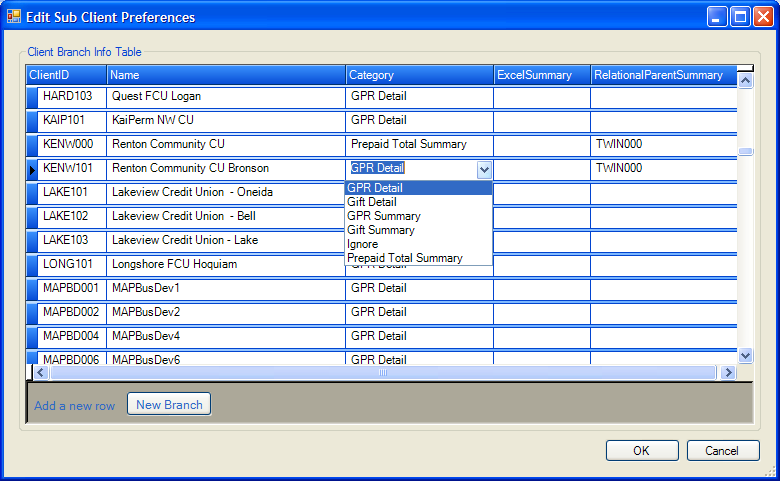 Edit Sub Client Preferences
Client Branch Info Table
ClientID Name Category ExcelSummary RelationalParentSummary
HARD103 Quest FCU Logan GPR Detail
KAIP101 KaiPerm NW CU GPR Detail
KENW000 Renton Community CU Prepaid Total Summary TWIN000
KENW101 Renton Community CU Bronson GPR Detail TWIN000
LAKE101 Lakeview Credit Union - Oneida GPR Detail
LAKE102 Lakeview Credit Union - Bell Gift Detail
GPR Summary
LAKE103 Lakeview Credit Union - Lake Gift Summary
Ignore
LONG101 Longshore FCU Hoquiam Prepaid Total Summary
MAPBD001 MAPBusDev1 GPR Detail
MAPBD002 MAPBusDev2 GPR Detail
MAPBD004 MAPBusDev4 GPR Detail
MAPBD006 MAPBusDev6 GPR Detail
Add a new row New Branch
OK Cancel